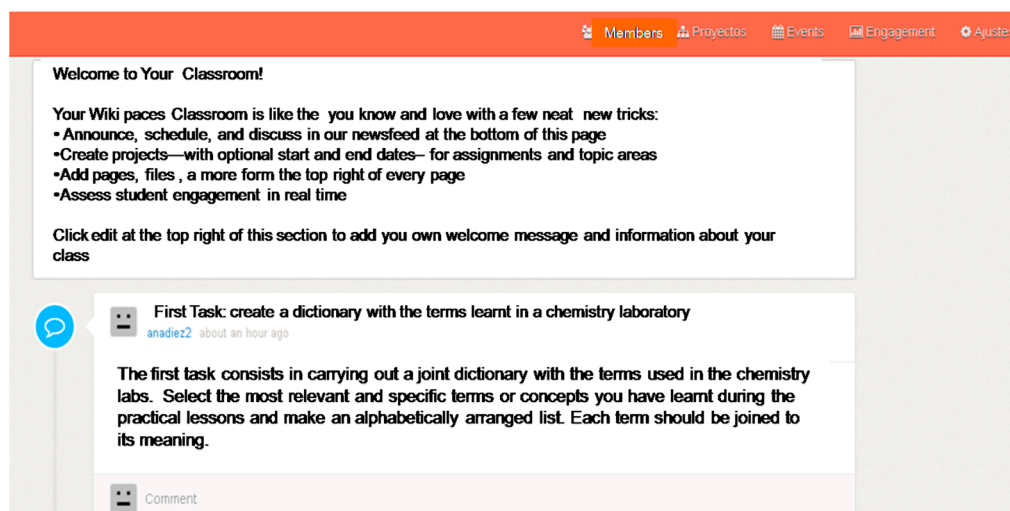 Members Proyectos Events Engagement Ajuste
Welcome to Your Classroom!
Your Wiki paces Classroom is like the you know and love with a few neat new tricks:
•Announce, schedule, and discuss in our newsfeed at the bottom of this page
•Create projects—with optional start and end dates– for assignments and topic areas
•Add pages, files , a more form the top right of every page
•Assess student engagement in real time
Click edit at the top right of this section to add you own welcome message and information about your
class
First Task: create a dictionary with the terms learnt in a chemistry laboratory
anadiez2 about an hour ago
The first task consists in carrying out a joint dictionary with the terms used in the chemistry
labs. Select the most relevant and specific terms or concepts you have learnt during the
practical lessons and make an alphabetically arranged list. Each term should be joined to
its meaning.
Comment